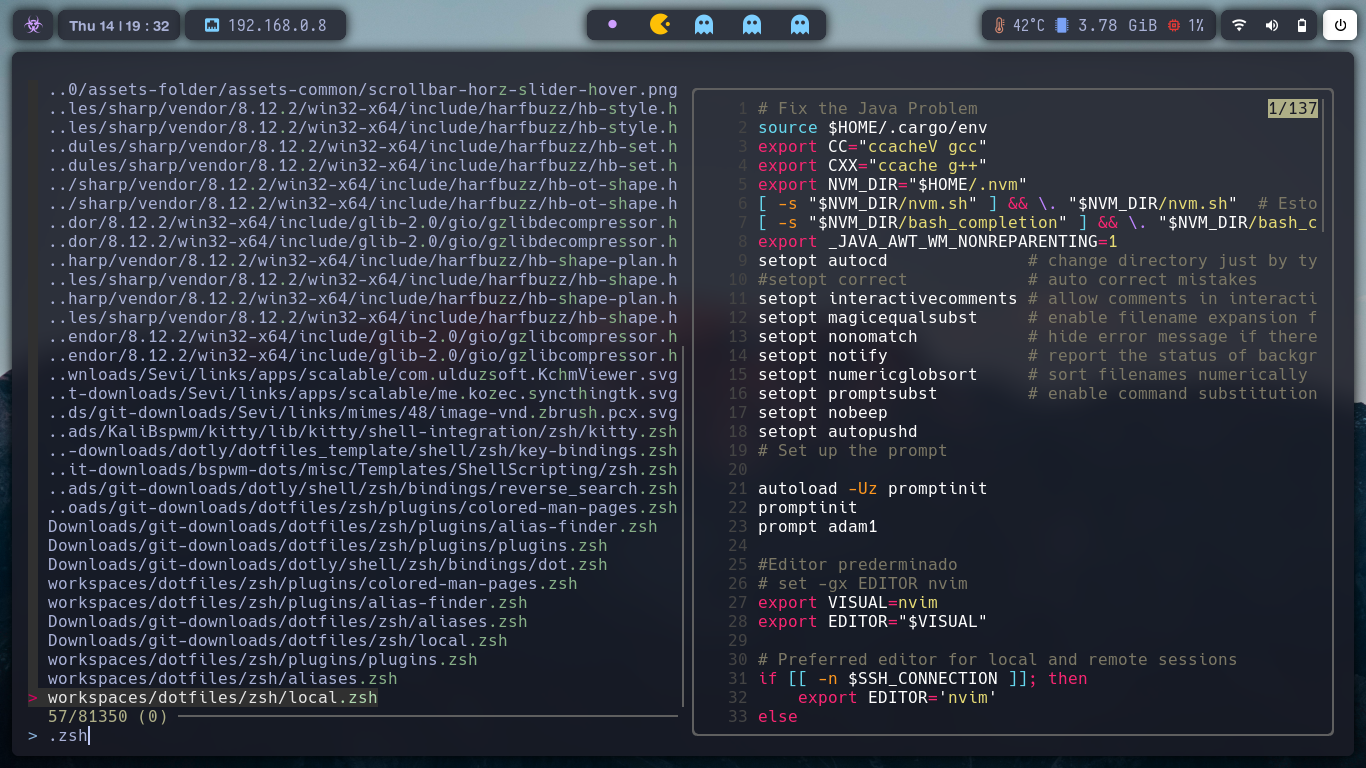 Thu 14 | 19 : 32
192.168.0.8
42°C 3.78 GiB 1%
..0/assets-folder/assets-common/scrollbar-horz-slider-hover.png
..les/sharp/vendor/8.12.2/win32-x64/include/harfbuzz/hb-style.h
..les/sharp/vendor/8.12.2/win32-x64/include/harfbuzz/hb-style.h
..dules/sharp/vendor/8.12.2/win32-x64/include/harfbuzz/hb-set.h
..dules/sharp/vendor/8.12.2/win32-x64/include/harfbuzz/hb-set.h
../sharp/vendor/8.12.2/win32-x64/include/harfbuzz/hb-ot-shape.h
../sharp/vendor/8.12.2/win32-x64/include/harfbuzz/hb-ot-shape.h
..dor/8.12.2/win32-x64/include/glib-2.0/gio/gzlibdecompressor.h
..dor/8.12.2/win32-x64/include/glib-2.0/gio/gzlibdecompressor.h
..harp/vendor/8.12.2/win32-x64/include/harfbuzz/hb-shape-plan.h
..les/sharp/vendor/8.12.2/win32-x64/include/harfbuzz/hb-shape.h
..harp/vendor/8.12.2/win32-x64/include/harfbuzz/hb-shape-plan.h
..les/sharp/vendor/8.12.2/win32-x64/include/harfbuzz/hb-shape.h
..endor/8.12.2/win32-x64/include/glib-2.0/gio/gzlibcompressor.h
..endor/8.12.2/win32-x64/include/glib-2.0/gio/gzlibcompressor.h
..wnloads/Sevi/links/apps/scalable/com.ulduzsoft.KchmViewer.svg
..t-downloads/Sevi/links/apps/scalable/me.kozec.syncthingtk.svg
..ds/git-downloads/Sevi/links/mimes/48/image-vnd.zbrush.pcx.svg
..ads/KaliBspwm/kitty/lib/kitty/shell-integration/zsh/kitty.zsh
..-downloads/dotly/dotfiles_template/shell/zsh/key-bindings.zsh
..it-downloads/bspwm-dots/misc/Templates/ShellScripting/zsh.zsh
..ads/git-downloads/dotly/shell/zsh/bindings/reverse_search.zsh
..oads/git-downloads/dotfiles/zsh/plugins/colored-man-pages.zsh
Downloads/git-downloads/dotfiles/zsh/plugins/alias-finder.zsh
Downloads/git-downloads/dotfiles/zsh/plugins/plugins.zsh
Downloads/git-downloads/dotly/shell/zsh/bindings/dot.zsh
workspaces/dotfiles/zsh/plugins/colored-man-pages.zsh
workspaces/dotfiles/zsh/plugins/alias-finder.zsh
Downloads/git-downloads/dotfiles/zsh/aliases.zsh
Downloads/git-downloads/dotfiles/zsh/local.zsh
workspaces/dotfiles/zsh/plugins/plugins.zsh
workspaces/dotfiles/zsh/aliases.zsh
> workspaces/dotfiles/zsh/local.zsh
57/81350 (0)
> .zsh
1 # Fix the Java Problem 1/137
2 source $HOME/.cargo/env
3 export CC="ccacheV gcc"
4 export CXX="ccache g++"
5 export NVM_DIR="$HOME/.nvm"
6 [ -s "$NVM_DIR/nvm.sh" ] && \. "$NVM_DIR/nvm.sh"  # Esto
7 [ -s "$NVM_DIR/bash_completion" ] && \. "$NVM_DIR/bash_c
8 export _JAVA_AWT_WM_NONREPARENTING=1
9 setopt autocd              # change directory just by ty
10 #setopt correct            # auto correct mistakes
11 setopt interactivecomments # allow comments in interacti
12 setopt magicequalsubst     # enable filename expansion f
13 setopt nonomatch           # hide error message if there
14 setopt notify              # report the status of backgr
15 setopt numericglobsort     # sort filenames numerically
16 setopt promptsubst         # enable command substitution
17 setopt nobeep
18 setopt autopushd
19 # Set up the prompt
20
21 autoload -Uz promptinit
22 promptinit
23 prompt adam1
24
25 #Editor prederminado
26 # set -gx EDITOR nvim
27 export VISUAL=nvim
28 export EDITOR="$VISUAL"
29
30 # Preferred editor for local and remote sessions
31 if [[ -n $SSH_CONNECTION ]]; then
32     export EDITOR='nvim'
33 else